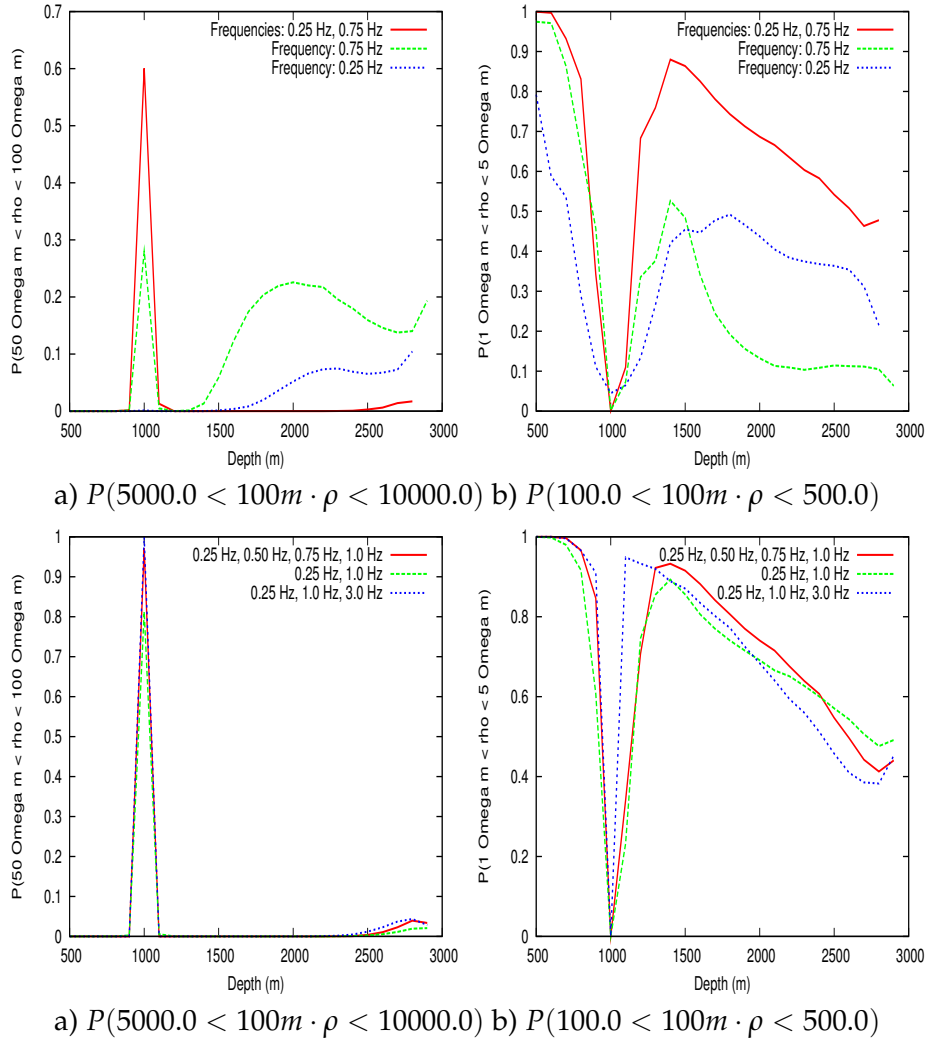 Frequencies: 0.25 Hz, 0.75 Hz
Frequency: 0.75 Hz
Frequency: 0.25 Hz
P(50 Omega m < rho < 100 Omega m)
0.7
0.6
0.5
0.4
0.3
0.2
0.1
0
500 1000 1500 2000 2500 3000
Depth (m)
Frequencies: 0.25 Hz, 0.75 Hz
Frequency: 0.75 Hz
Frequency: 0.25 Hz
P(1 Omega m < rho < 5 Omega m)
1
0.9
0.8
0.7
0.6
0.5
0.4
0.3
0.2
0.1
0
500 1000 1500 2000 2500 3000
Depth (m)
a) P(5000.0 < 100m · ρ < 10000.0) b) P(100.0 < 100m · ρ < 500.0)
0.25 Hz, 0.50 Hz, 0.75 Hz, 1.0 Hz
0.25 Hz, 1.0 Hz
0.25 Hz, 1.0 Hz, 3.0 Hz
P(50 Omega m < rho < 100 Omega m)
1
0.9
0.8
0.7
0.6
0.5
0.4
0.3
0.2
0.1
0
500 1000 1500 2000 2500 3000
Depth (m)
0.25 Hz, 0.50 Hz, 0.75 Hz, 1.0 Hz
0.25 Hz, 1.0 Hz
0.25 Hz, 1.0 Hz, 3.0 Hz
P(1 Omega m < rho < 5 Omega m)
1
0.8
0.6
0.4
0.2
0
500 1000 1500 2000 2500 3000
Depth (m)
a) P(5000.0 < 100m · ρ < 10000.0) b) P(100.0 < 100m · ρ < 500.0)